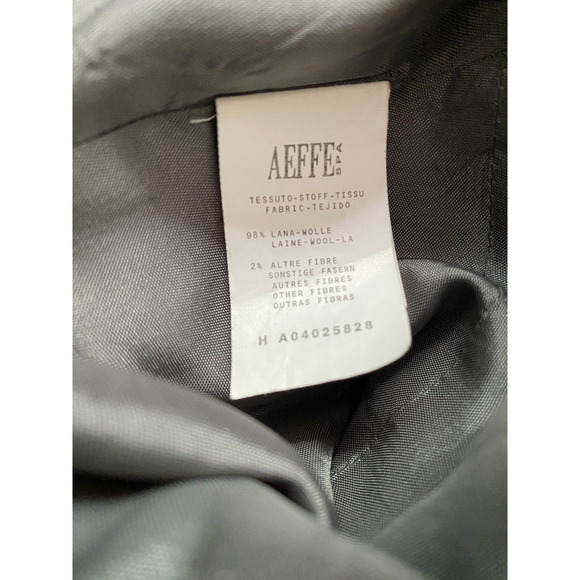 AEFFE SPA
TESSUTO-STOFF-TISSU
FABRIC-TEJIDO
98% LANA-WOLLE
LAINE-WOOL-LA
2% ALTRE FIBRE
SONSTIGE FASERN
AUTRES FIBRES
OTHER FIBRES
OUTRAS FIBRAS
H A04025828